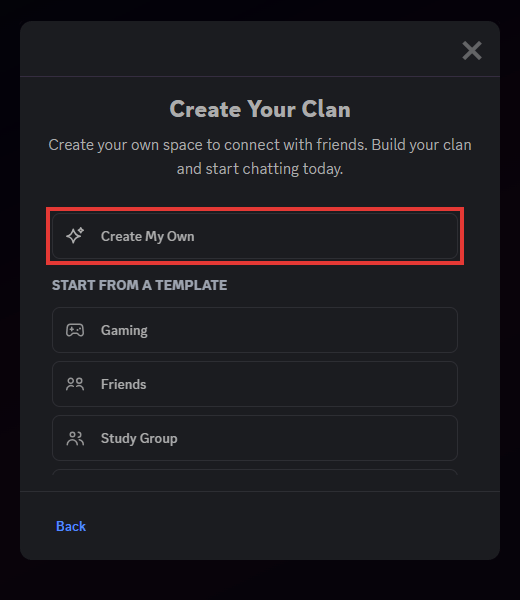 Create Your Clan
Create your own space to connect with friends. Build your clan
and start chatting today.
Create My Own
START FROM A TEMPLATE
Gaming
Friends
Study Group
Back